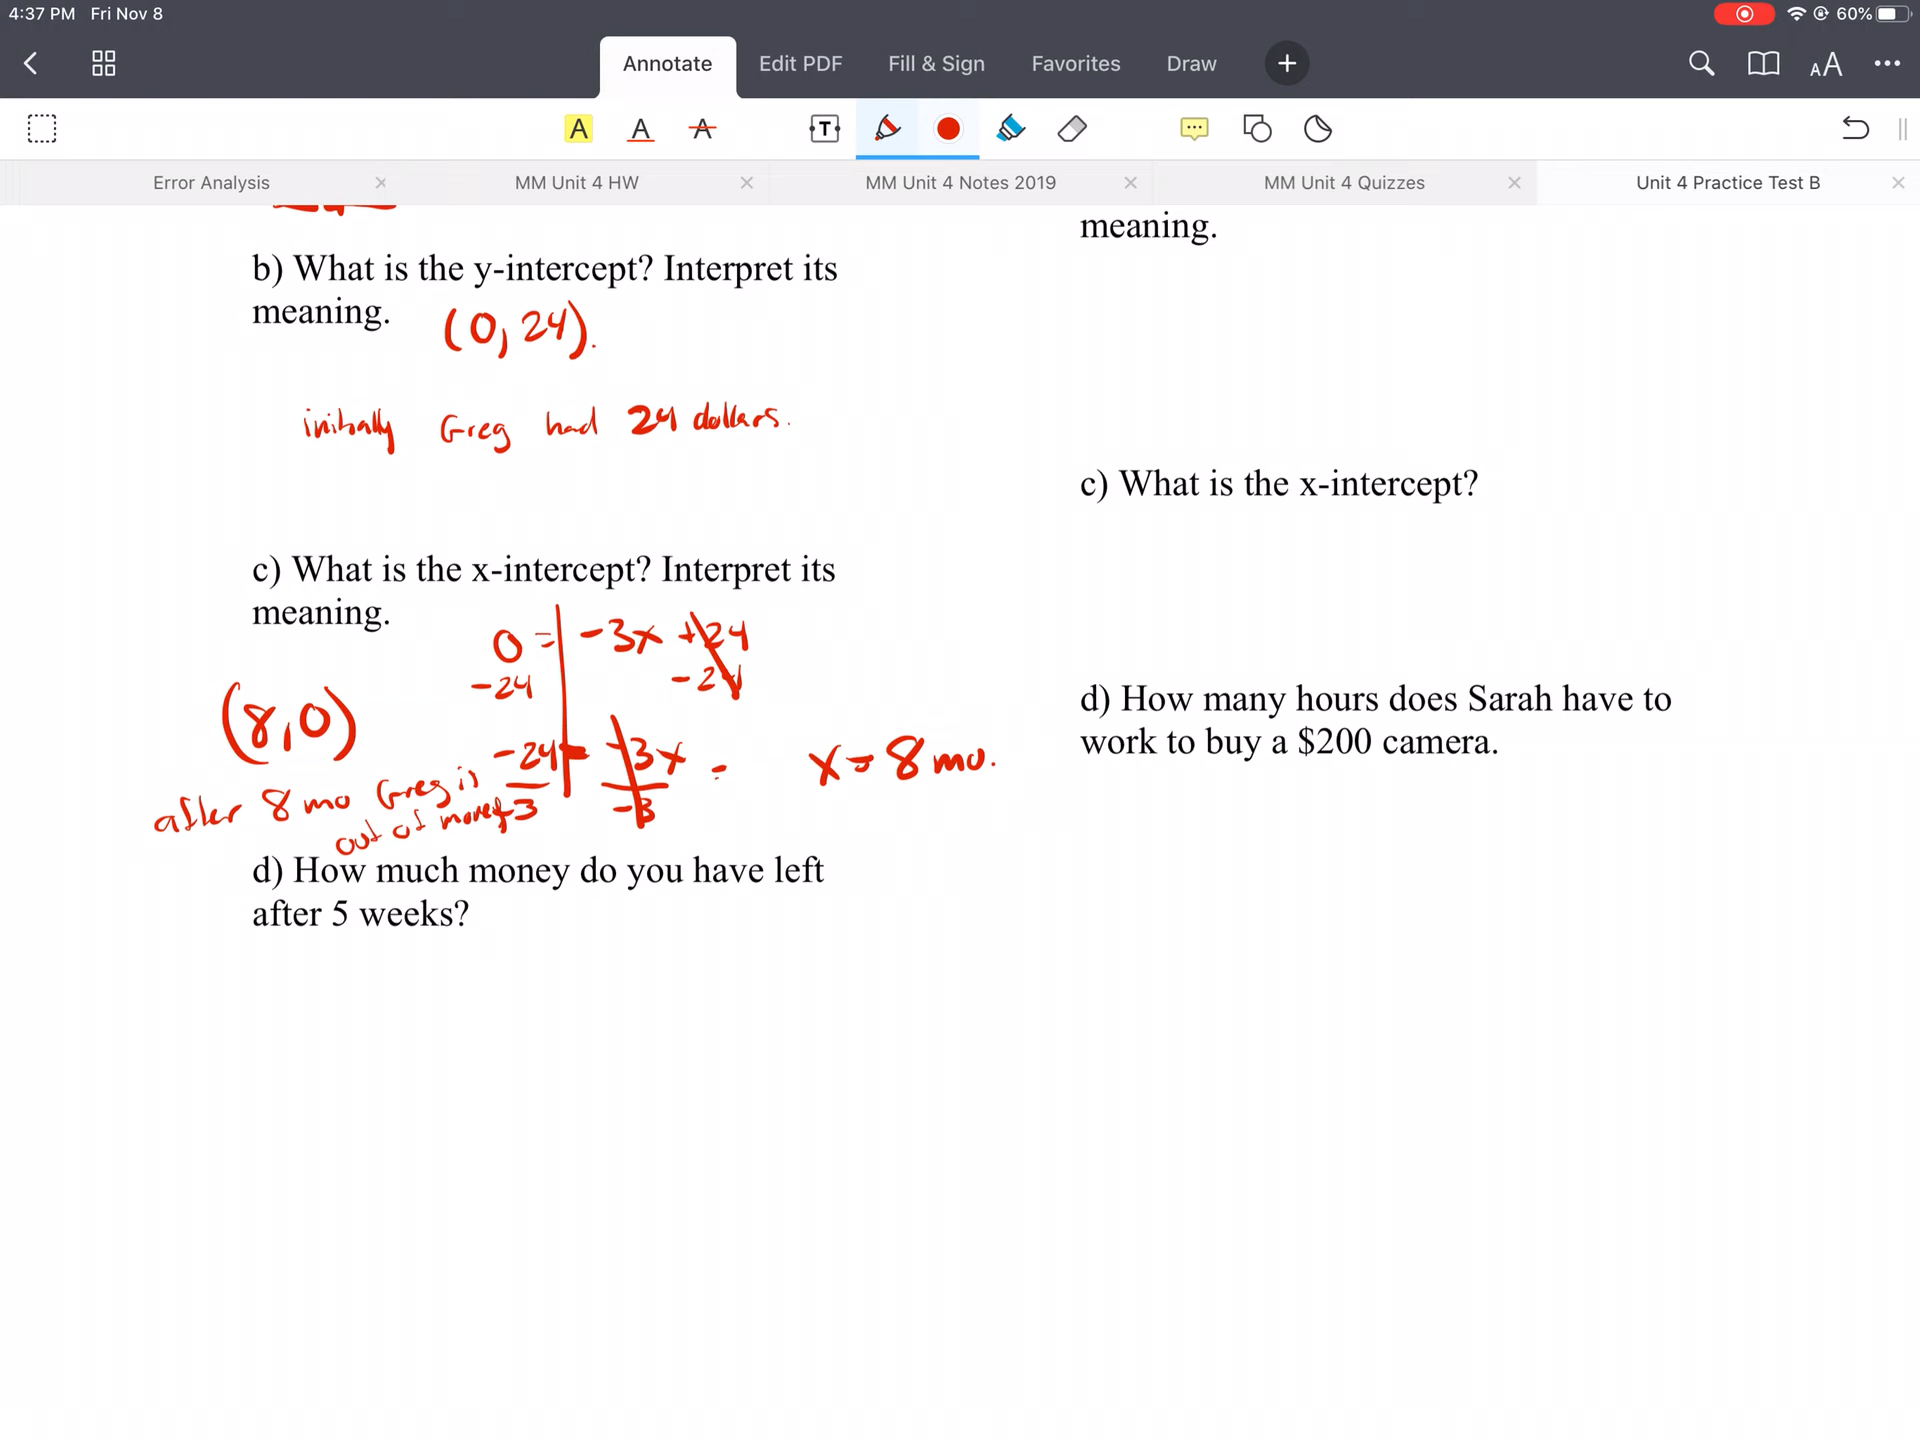 4:37 PM Fri Nov 8
60%
Annotate
Edit PDF
Fill & Sign
Favorites
Draw
AA
A
A
A
T
Error Analysis
MM Unit 4 HW
MM Unit 4 Notes 2019
MM Unit 4 Quizzes
Unit 4 Practice Test B
b) What is the y-intercept? Interpret its
meaning. (0, 24).
initially Greg had 24 dollars.
c) What is the x-intercept? Interpret its
meaning.
0 = -3x + 24
-24 -24
(8,0)
-24 = -3x =
-3 -3
x = 8 mo.
after 8 mo Greg is
out of money
d) How much money do you have left
after 5 weeks?
meaning.
c) What is the x-intercept?
d) How many hours does Sarah have to
work to buy a $200 camera.